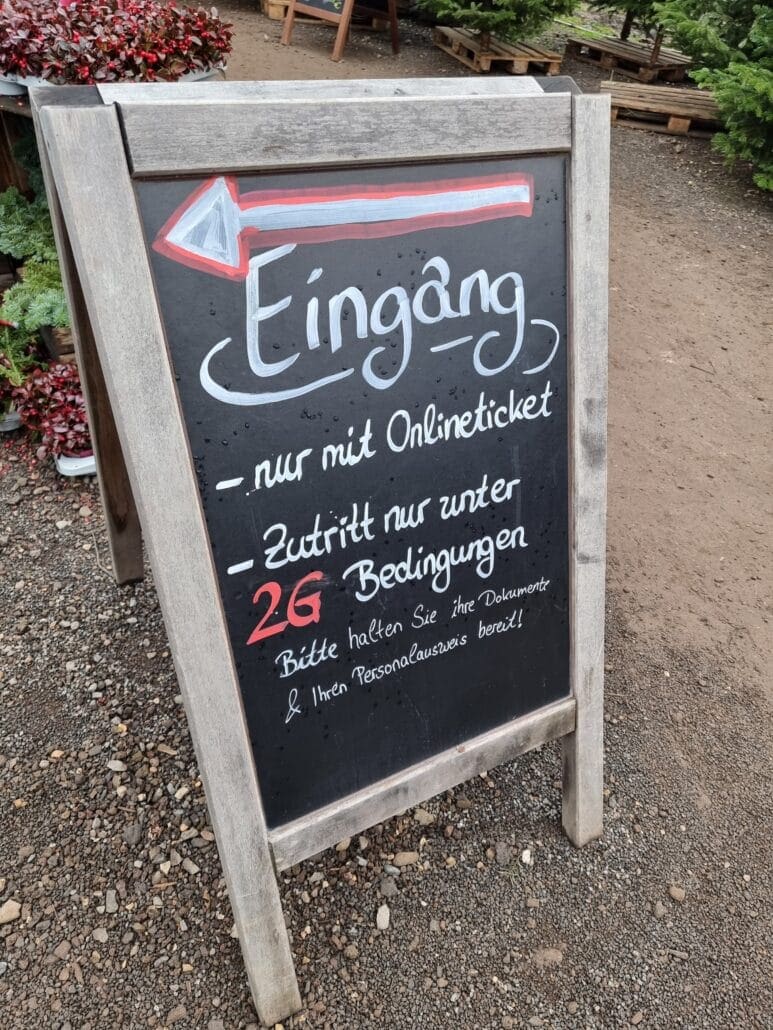 Eingang
- nur mit Onlineticket
- Zutritt nur unter
2G Bedingungen
Bitte halten Sie ihre Dokumente
& Ihren Personalausweis bereit!